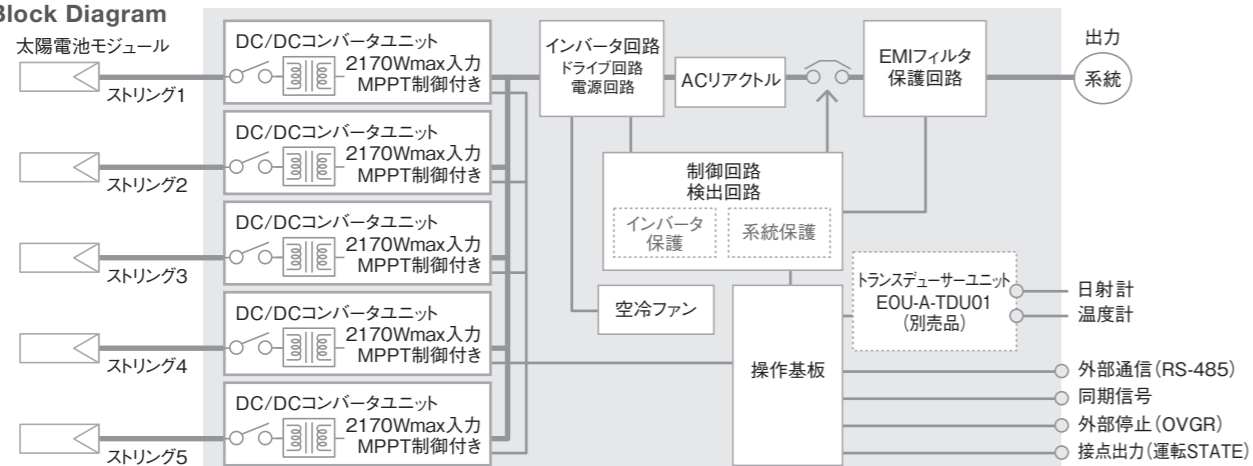 Block Diagram
太陽電池モジュール
ストリング1
ストリング2
ストリング3
ストリング4
ストリング5
DC/DCコンバータユニット
2170Wmax入力
MPPT制御付き
DC/DCコンバータユニット
2170Wmax入力
MPPT制御付き
DC/DCコンバータユニット
2170Wmax入力
MPPT制御付き
DC/DCコンバータユニット
2170Wmax入力
MPPT制御付き
DC/DCコンバータユニット
2170Wmax入力
MPPT制御付き
インバータ回路
ドライブ回路
電源回路
ACリアクトル
EMIフィルタ
保護回路
出力
系統
制御回路
検出回路
インバータ
保護
系統保護
空冷ファン
操作基板
トランスデューサーユニット
EOU-A-TDU01
(別売品)
日射計
温度計
外部通信(RS-485)
同期信号
外部停止(OVGR)
接点出力(運転STATE)